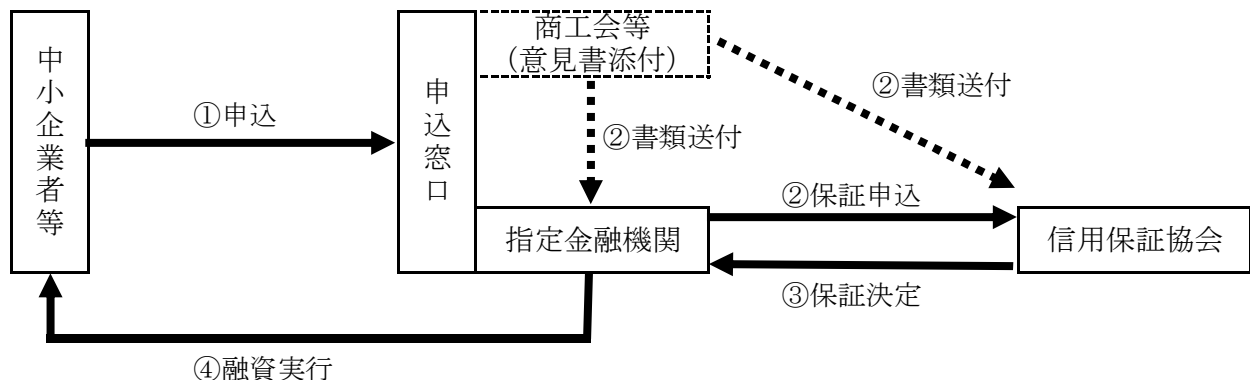 中小企業者等
①申込
申込窓口
商工会等
（意見書添付）
②書類送付
②書類送付
指定金融機関
②保証申込
③保証決定
信用保証協会
④融資実行